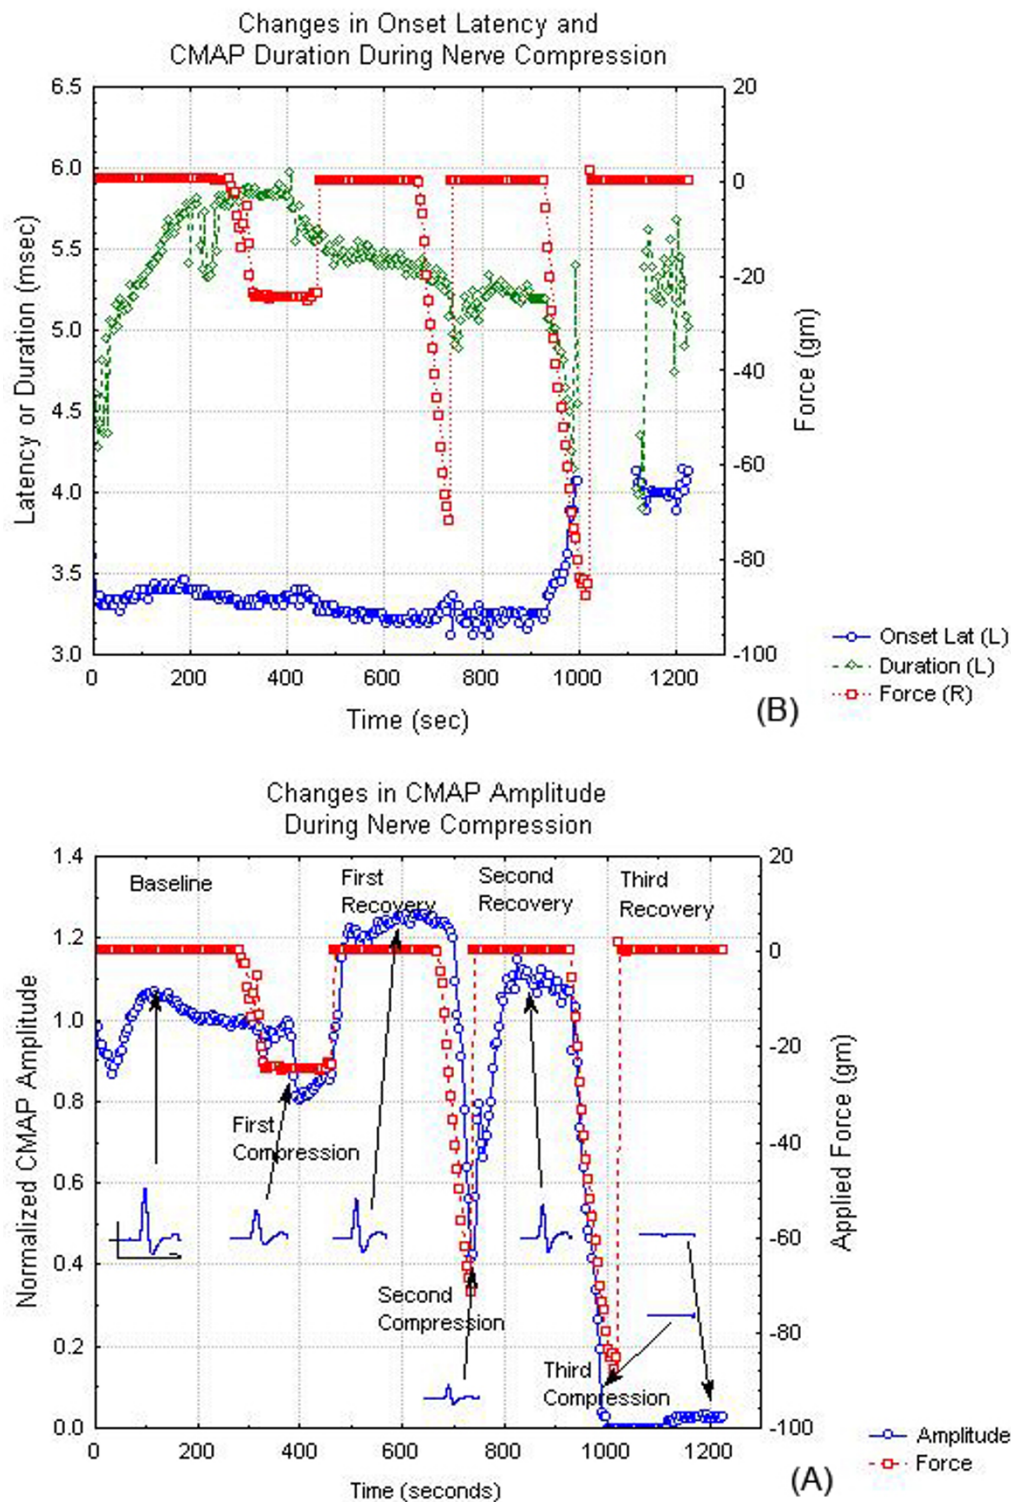 Changes in Onset Latency and
CMAP Duration During Nerve Compression
6.5
6.0
5.5
5.0
4.5
4.0
3.5
3.0
Latency or Duration (msec)
20
0
-20
-40
-60
-80
-100
Force (gm)
0 200 400 600 800 1000 1200
Time (sec)
(B)
Onset Lat (L)
Duration (L)
Force (R)
Changes in CMAP Amplitude
During Nerve Compression
1.4
1.2
1.0
0.8
0.6
0.4
0.2
0.0
Normalized CMAP Amplitude
20
0
-20
-40
-60
-80
-100
Applied Force (gm)
Baseline
First
Recovery
Second
Recovery
Third
Recovery
First
Compression
Second
Compression
Third
Compression
0 200 400 600 800 1000 1200
Time (seconds)
(A)
Amplitude
Force